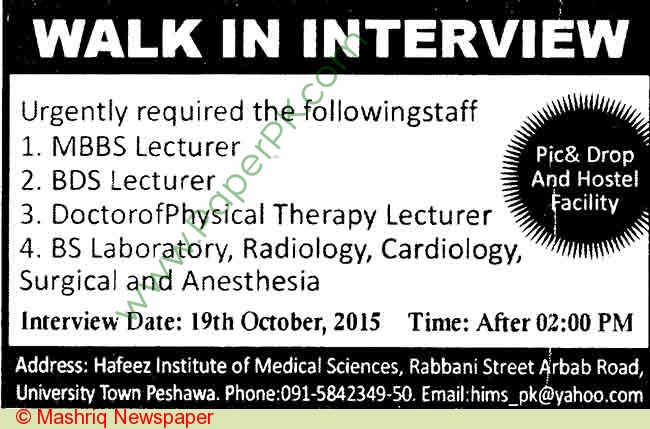 WALK IN INTERVIEW
Urgently required the followingstaff
1. MBBS Lecturer
2. BDS Lecturer
3. DoctorofPhysical Therapy Lecturer
4. BS Laboratory, Radiology, Cardiology,
Surgical and Anesthesia
Pic& Drop
And Hostel
Facility
Interview Date: 19th October, 2015 Time: After 02:00 PM
Address: Hafeez Institute of Medical Sciences, Rabbani Street Arbab Road,
University Town Peshawa. Phone:091-5842349-50. Email:hims_pk@yahoo.com
www.PaperPK.com
© Mashriq Newspaper